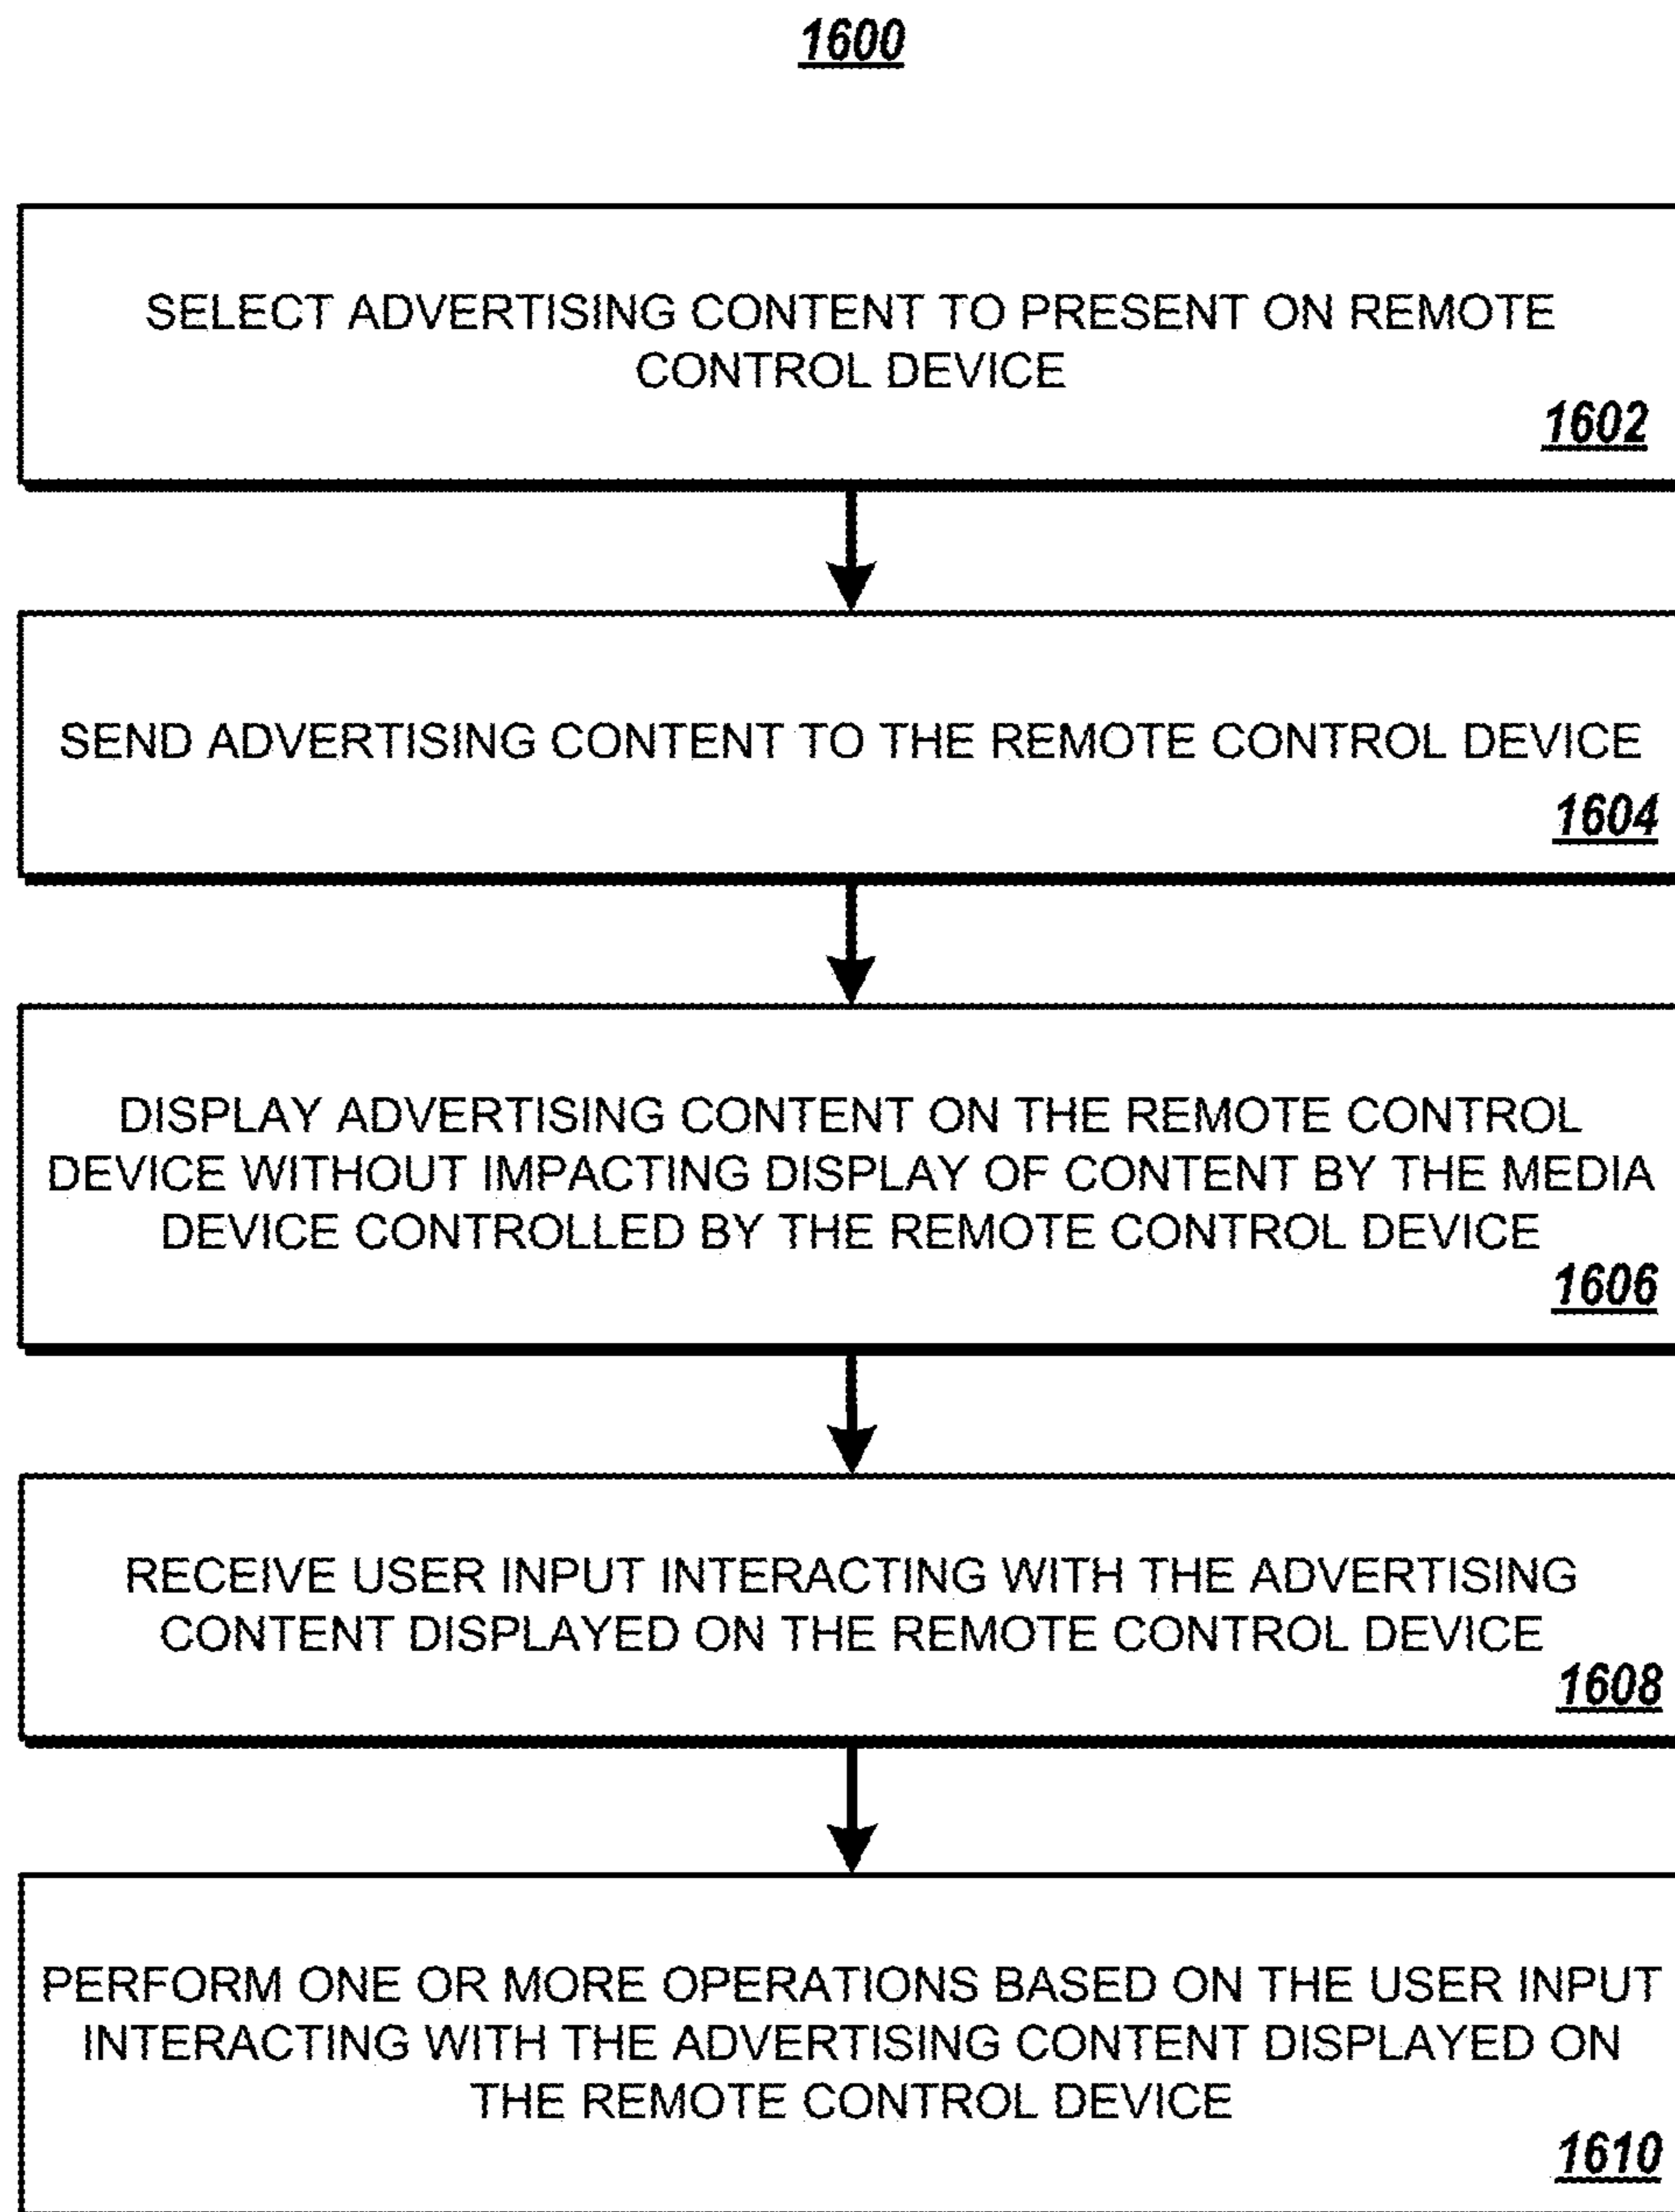 1600
SELECT ADVERTISING CONTENT TO PRESENT ON REMOTE
CONTROL DEVICE
1602
SEND ADVERTISING CONTENT TO THE REMOTE CONTROL DEVICE
1604
DISPLAY ADVERTISING CONTENT ON THE REMOTE CONTROL
DEVICE WITHOUT IMPACTING DISPLAY OF CONTENT BY THE MEDIA
DEVICE CONTROLLED BY THE REMOTE CONTROL DEVICE
1606
RECEIVE USER INPUT INTERACTING WITH THE ADVERTISING
CONTENT DISPLAYED ON THE REMOTE CONTROL DEVICE
1608
PERFORM ONE OR MORE OPERATIONS BASED ON THE USER INPUT
INTERACTING WITH THE ADVERTISING CONTENT DISPLAYED ON
THE REMOTE CONTROL DEVICE
1610